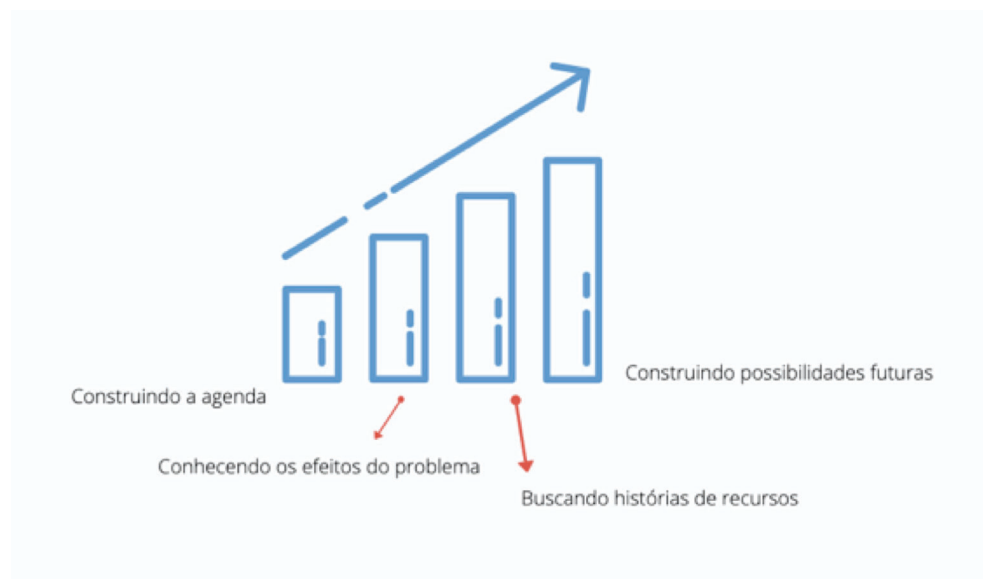 Construindo a agenda
Conhecendo os efeitos do problema
Buscando histórias de recursos
Construindo possibilidades futuras